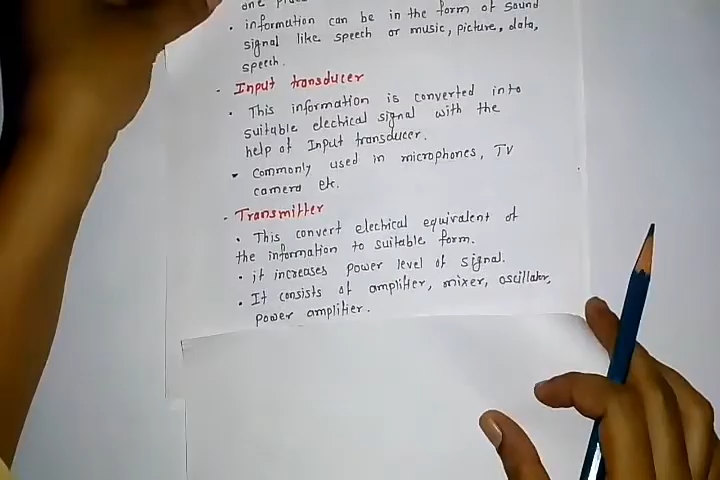 one
• information can be in the form of sound
signal like speech or music, picture, data,
speech.
- Input transducer
• This information is converted into
suitable electrical signal with the
help of Input transducer.
• Commonly used in microphones, TV
camera etc.
- Transmitter
• This convert electrical equivalent of
the information to suitable form.
• it increases power level of signal.
• It consists of amplifier, mixer, oscillator,
power amplifier.